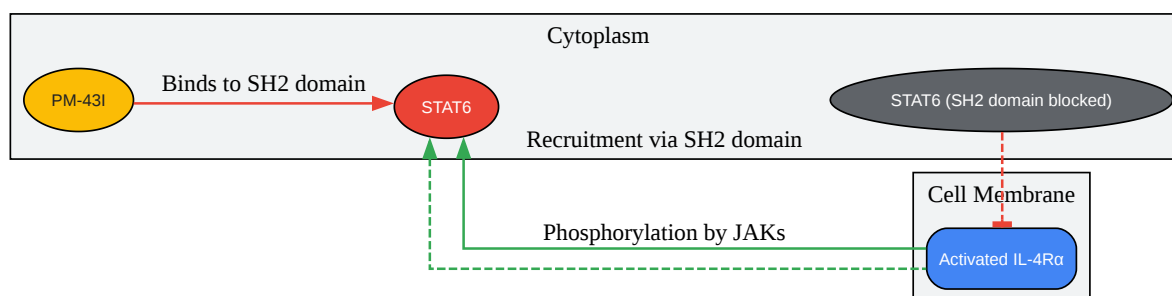 Cytoplasm
Binds to SH2 domain
PM-43I
STAT6
STAT6 (SH2 domain blocked)
Recruitment via SH2 domain
Cell Membrane
Phosphorylation by JAKs
Activated IL-4Rα